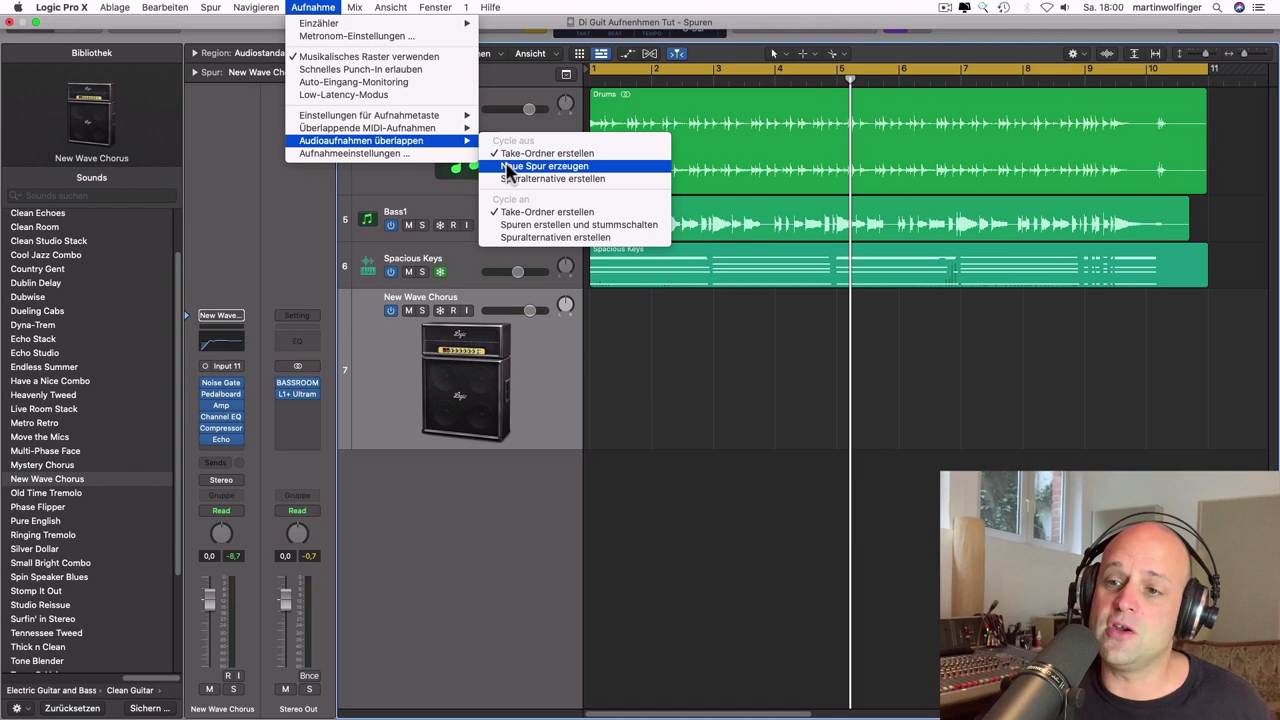 Logic Pro X Ablage Bearbeiten Spur Navigieren Aufnahme Mix Ansicht Fenster 1 Hilfe Sa. 18:00 martinwolfinger
Di Guit Aufnenhmen Tut - Spuren
Bibliothek
New Wave Chorus
Sounds
Sounds suchen
Clean Echoes
Clean Room
Clean Studio Stack
Cool Jazz Combo
Country Gent
Dublin Delay
Dubwise
Dueling Cabs
Dyna-Trem
Echo Stack
Echo Studio
Endless Summer
Have a Nice Combo
Heavenly Tweed
Live Room Stack
Metro Retro
Move the Mics
Multi-Phase Face
Mystery Chorus
New Wave Chorus
Old Time Tremolo
Phase Flipper
Pure English
Ringing Tremolo
Silver Dollar
Small Bright Combo
Spin Speaker Blues
Stomp It Out
Studio Reissue
Surfin' in Stereo
Tennessee Tweed
Thick n Clean
Tone Blender
Electric Guitar and Bass Clean Guitar
Zurücksetzen Sichern ...
Region: Audiostanda
Spur: New Wave Cho
New Wave... Setting
EQ
Input 11
Noise Gate BASSROOM
Pedalboard L1+ Ultram
Amp
Channel EQ
Compressor
Echo
Sends
Stereo
Gruppe Gruppe
Read Read
0,0 -8,7 0,0 -0,7
R I Bnce
M S M S
New Wave Chorus Stereo Out
Einzähler
Metronom-Einstellungen ...
✓ Musikalisches Raster verwenden
Schnelles Punch-In erlauben
Auto-Eingang-Monitoring
Low-Latency-Modus
Einstellungen für Aufnahmetaste
Überlappende MIDI-Aufnahmen
Audioaufnahmen überlappen
Aufnahmeeinstellungen ...
Cycle aus
✓ Take-Ordner erstellen
Neue Spur erzeugen
Spuralternative erstellen
Cycle an
✓ Take-Ordner erstellen
Spuren erstellen und stummschalten
Spuralternativen erstellen
Ansicht
1 2 3 4 5 6 7 8 9 10 11
Drums
5 Bass1
M S R I
6 Spacious Keys
M S
Spacious Keys
7 New Wave Chorus
M S R I
Logic
Logic